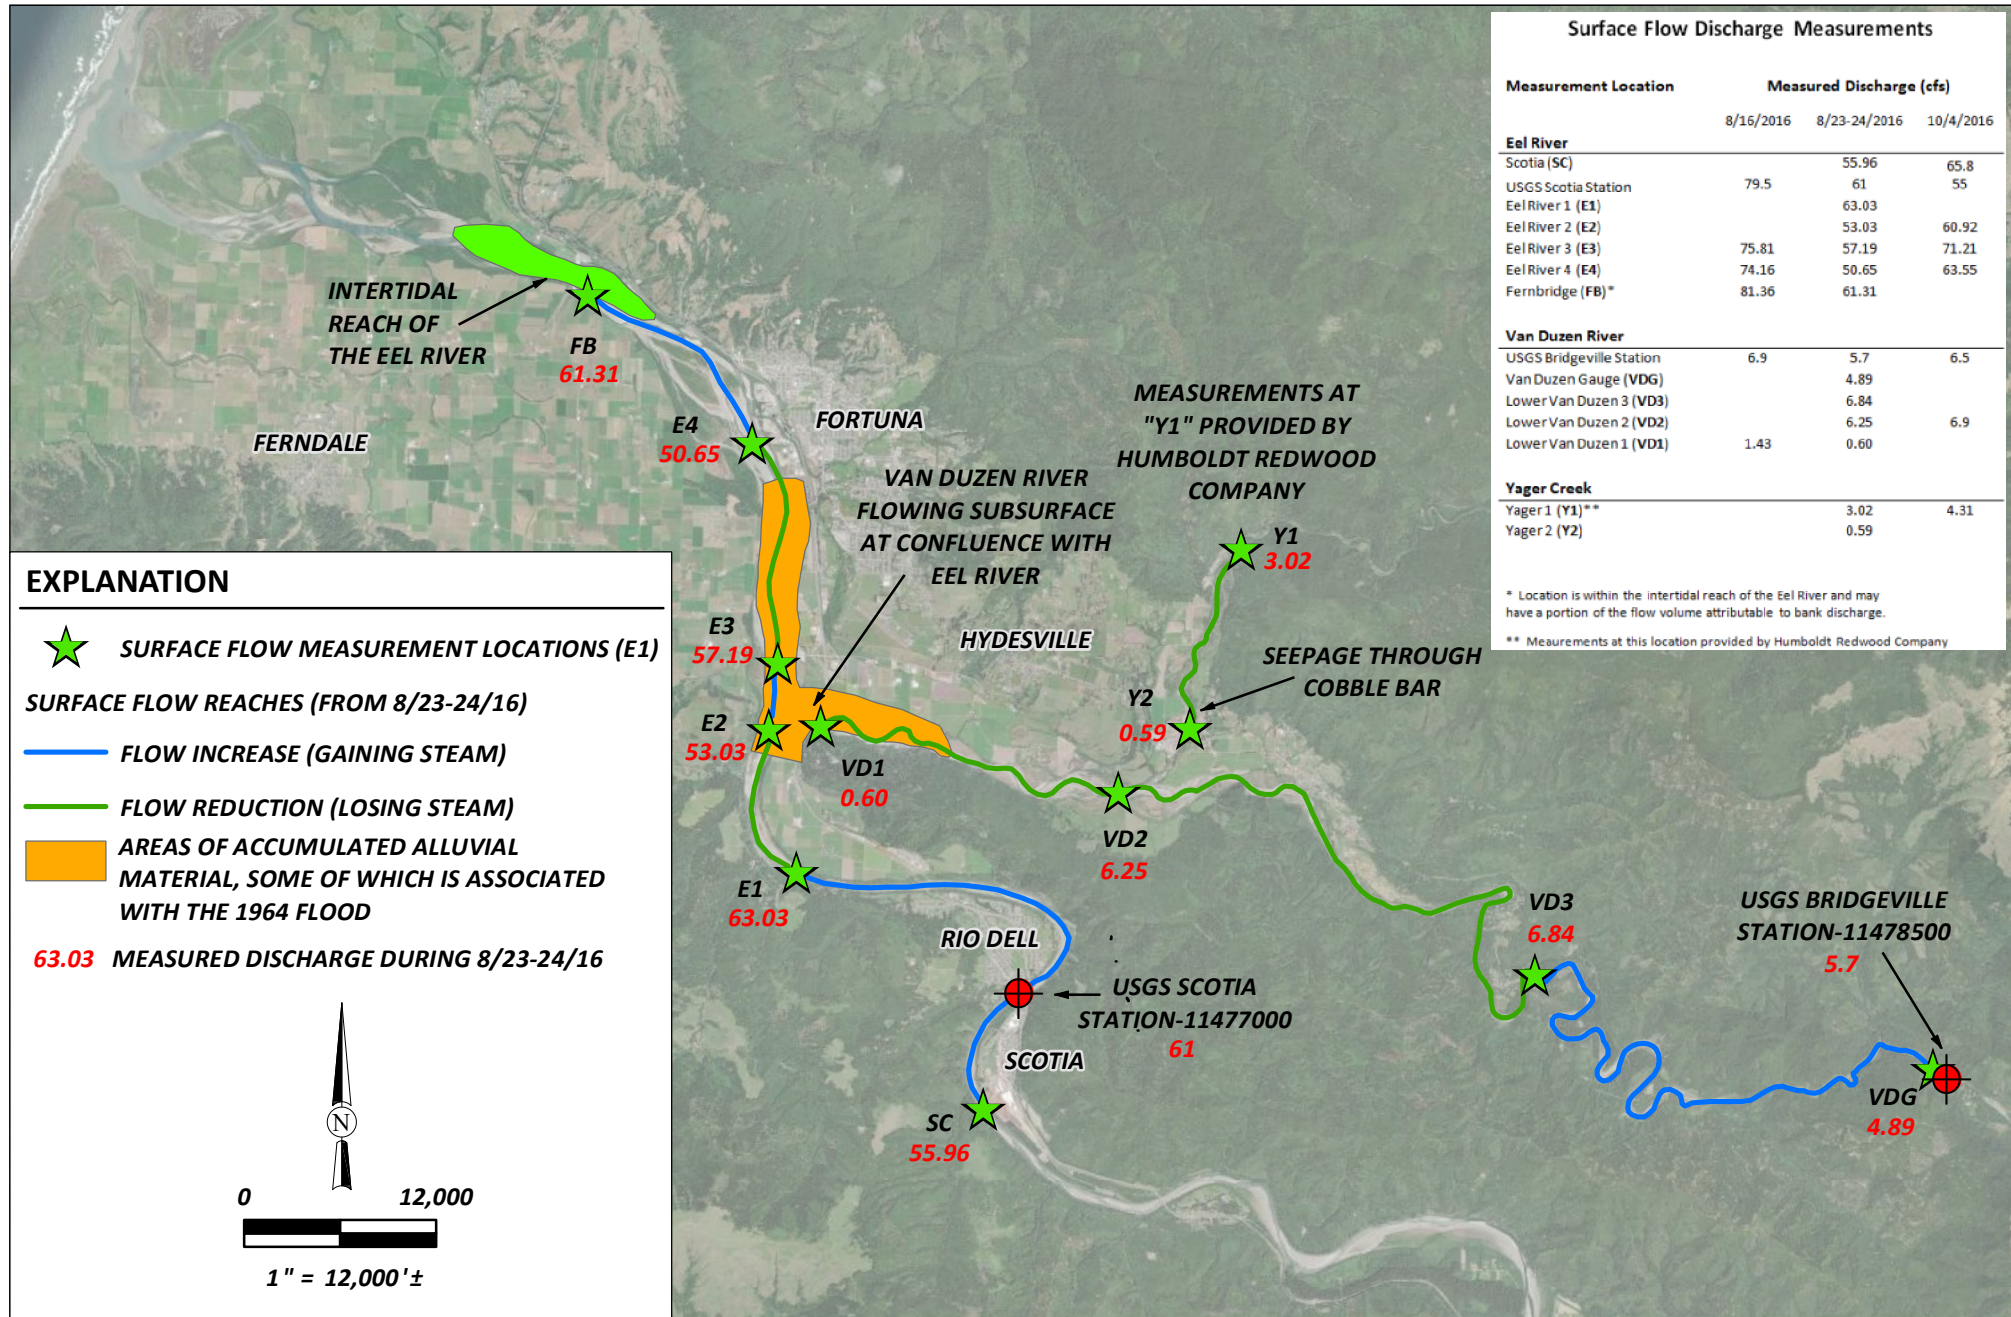 Surface Flow Discharge Measurements
Measurement Location Measured Discharge (cfs)
8/16/2016 8/23-24/2016 10/4/2016
Eel River
Scotia (SC) 55.96 65.8
USGS Scotia Station 79.5 61 55
Eel River 1 (E1) 63.03
Eel River 2 (E2) 53.03 60.92
Eel River 3 (E3) 75.81 57.19 71.21
Eel River 4 (E4) 74.16 50.65 63.55
Fernbridge (FB)* 81.36 61.31
Van Duzen River
USGS Bridgeville Station 6.9 5.7 6.5
Van Duzen Gauge (VDG) 4.89
Lower Van Duzen 3 (VD3) 6.84
Lower Van Duzen 2 (VD2) 6.25 6.9
Lower Van Duzen 1 (VD1) 1.43 0.60
Yager Creek
Yager 1 (Y1)** 3.02 4.31
Yager 2 (Y2) 0.59
* Location is within the intertidal reach of the Eel River and may
have a portion of the flow volume attributable to bank discharge.
** Meaurements at this location provided by Humboldt Redwood Company
INTERTIDAL
REACH OF
THE EEL RIVER
FB
61.31
E4
50.65
FORTUNA
FERNDALE
MEASUREMENTS AT
"Y1" PROVIDED BY
HUMBOLDT REDWOOD
COMPANY
VAN DUZEN RIVER
FLOWING SUBSURFACE
AT CONFLUENCE WITH
EEL RIVER
Y1
3.02
E3
57.19
HYDESVILLE
SEEPAGE THROUGH
COBBLE BAR
Y2
0.59
E2
53.03
VD1
0.60
VD2
6.25
E1
63.03
RIO DELL
VD3
6.84
USGS BRIDGEVILLE
STATION-11478500
5.7
USGS SCOTIA
STATION-11477000
61
SCOTIA
SC
55.96
VDG
4.89
EXPLANATION
SURFACE FLOW MEASUREMENT LOCATIONS (E1)
SURFACE FLOW REACHES (FROM 8/23-24/16)
FLOW INCREASE (GAINING STEAM)
FLOW REDUCTION (LOSING STEAM)
AREAS OF ACCUMULATED ALLUVIAL
MATERIAL, SOME OF WHICH IS ASSOCIATED
WITH THE 1964 FLOOD
63.03 MEASURED DISCHARGE DURING 8/23-24/16
N
0 12,000
1" = 12,000'±